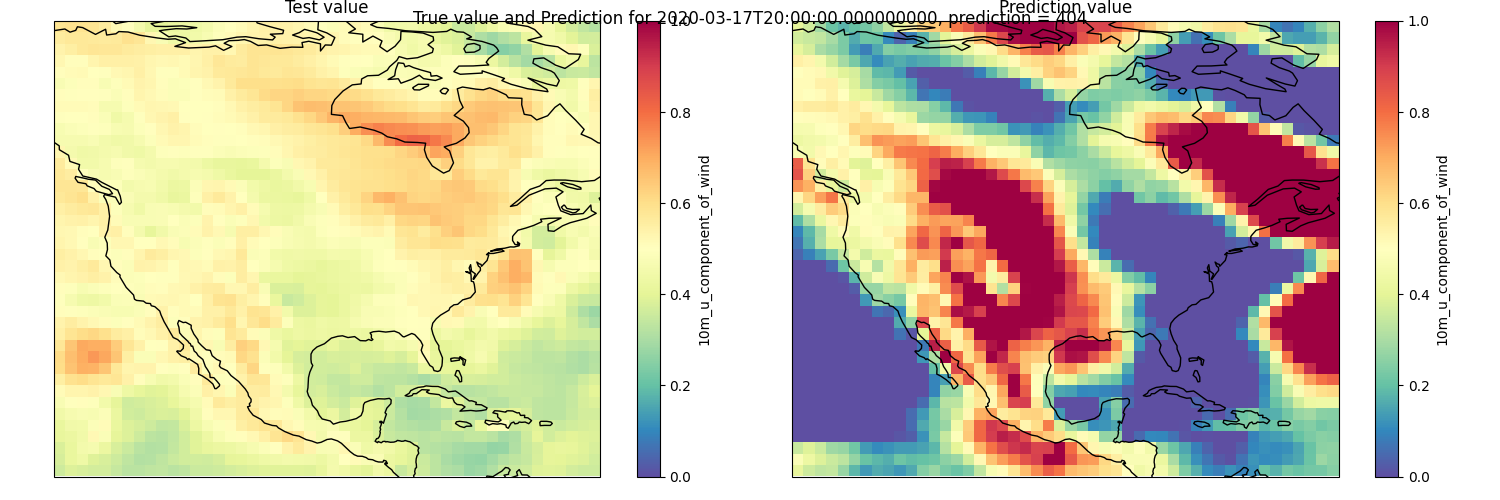 True value and Prediction for 2020-03-17T20:00:00.000000000, prediction = 404
Test value
Prediction value
1.0
0.8
0.6
0.4
0.2
0.0
10m_u_component_of_wind
1.0
0.8
0.6
0.4
0.2
0.0
10m_u_component_of_wind